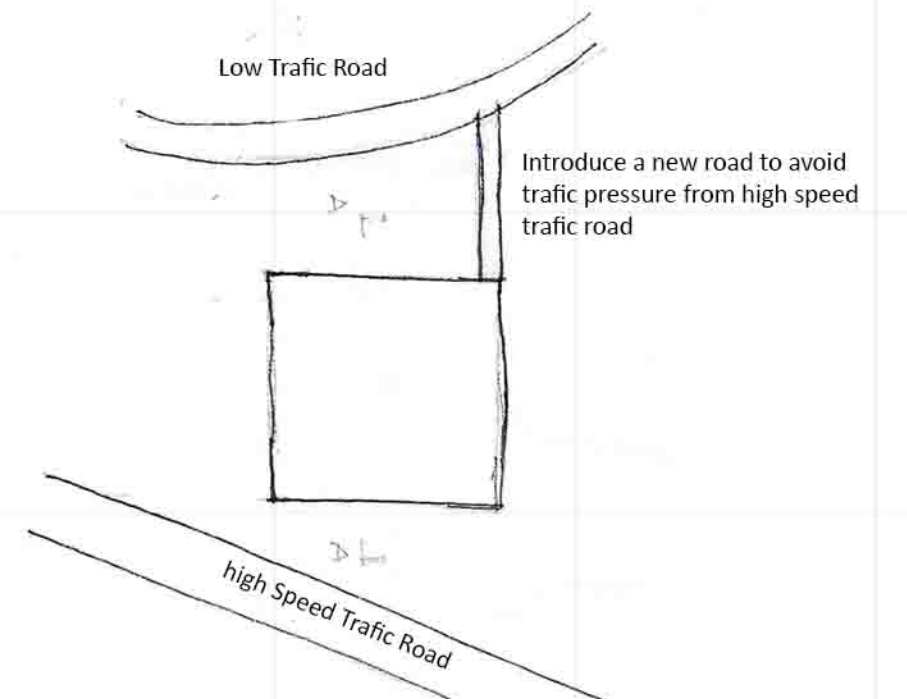 Low Trafic Road
Introduce a new road to avoid
trafic pressure from high speed
trafic road
high Speed Trafic Road